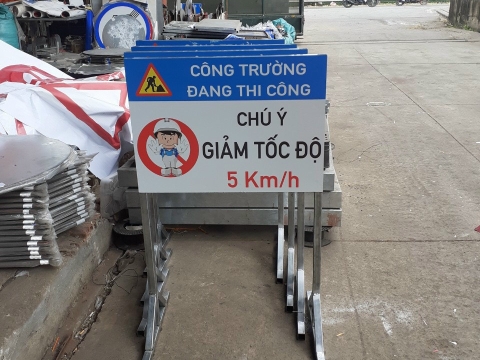 CÔNG TRƯỜNG
ĐANG THI CÔNG
CHÚ Ý
GIẢM TỐC ĐỘ
5 Km/h